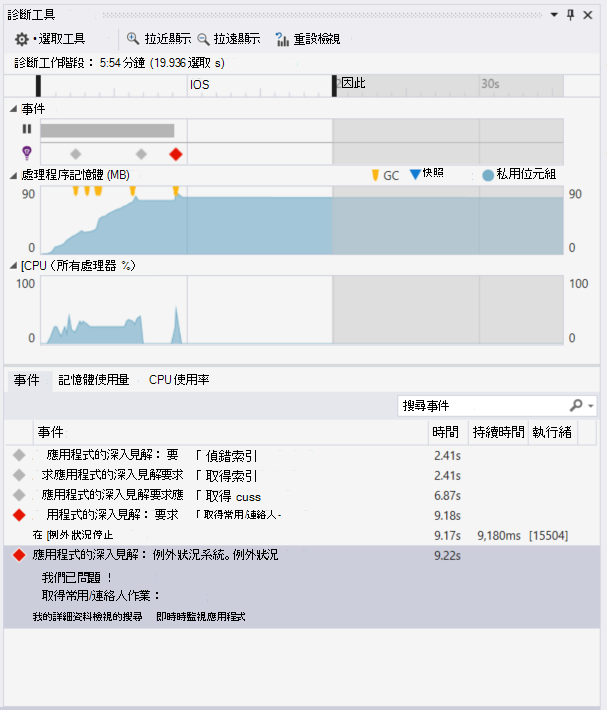 診斷工具
選取工具 拉近顯示 拉遠顯示 重設檢視
診斷工作階段： 5:54 分鐘 (19.936 選取 s)
IOS 因此 30s
事件
處理程序記憶體 (MB) GC 快照 私用位元組
90 90
0 0
[CPU（所有處理器 %）
100 100
0 0
事件 記憶體使用量 CPU 使用率
搜尋事件
事件 時間 持續時間 執行緒
應用程式的深入見解： 要 「 偵錯索引 2.41s
求應用程式的深入見解要求 「 取得索引 2.41s
應用程式的深入見解要求應 「 取得 cuss 6.87s
用程式的深入見解： 要求 「 取得常用/連絡人- 9.18s
在 [例外狀況停止 9.17s 9,180ms [15504]
應用程式的深入見解： 例外狀況系統。例外狀況 9.22s
我們已問題 ！
取得常用/連絡人作業：
我的詳細資料檢視的搜尋 即時時監視應用程式